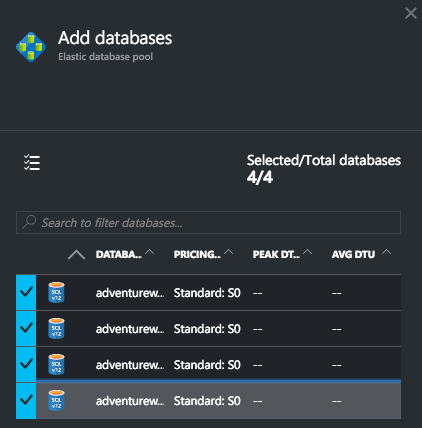 Add databases
Elastic database pool
Selected/Total databases
4/4
Search to filter databases...
DATABA... PRICING... PEAK DT... AVG DTU
SQL v12 adventurew... Standard: S0 -- --
SQL v12 adventurew... Standard: S0 -- --
SQL v12 adventurew... Standard: S0 -- --
SQL v12 adventurew... Standard: S0 -- --